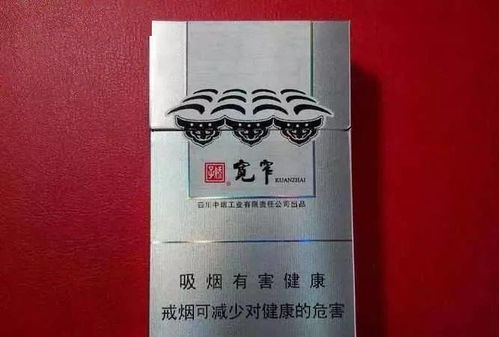 宽窄
KUANZHAI
四川中烟工业有限责任公司出品
吸烟有害健康
戒烟可减少对健康的危害